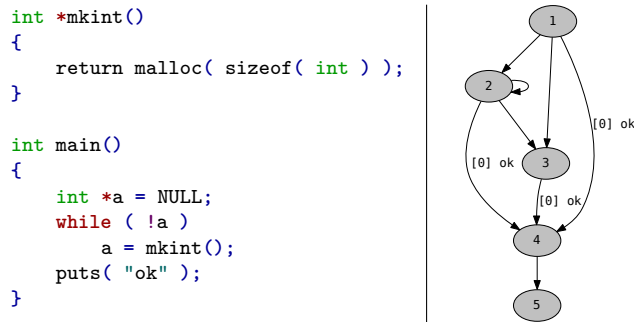 int *mkint()
{
    return malloc( sizeof( int ) );
}

int main()
{
    int *a = NULL;
    while ( !a )
        a = mkint();
    puts( "ok" );
}
1
2
[0] ok
[0] ok
3
[0] ok
4
5